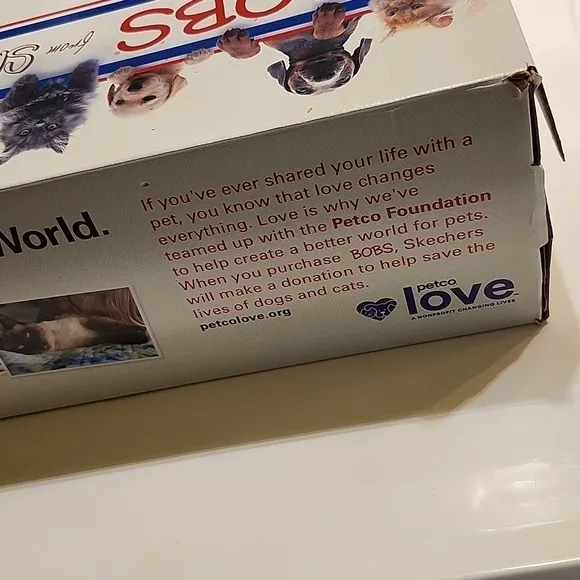 OBS
from Sk
World.
If you've ever shared your life with a
pet, you know that love changes
everything. Love is why we've
teamed up with the Petco Foundation
to help create a better world for pets.
When you purchase BOBS, Skechers
will make a donation to help save the
lives of dogs and cats.
petcolove.org
petco
love
A NONPROFIT CHANGING LIVES